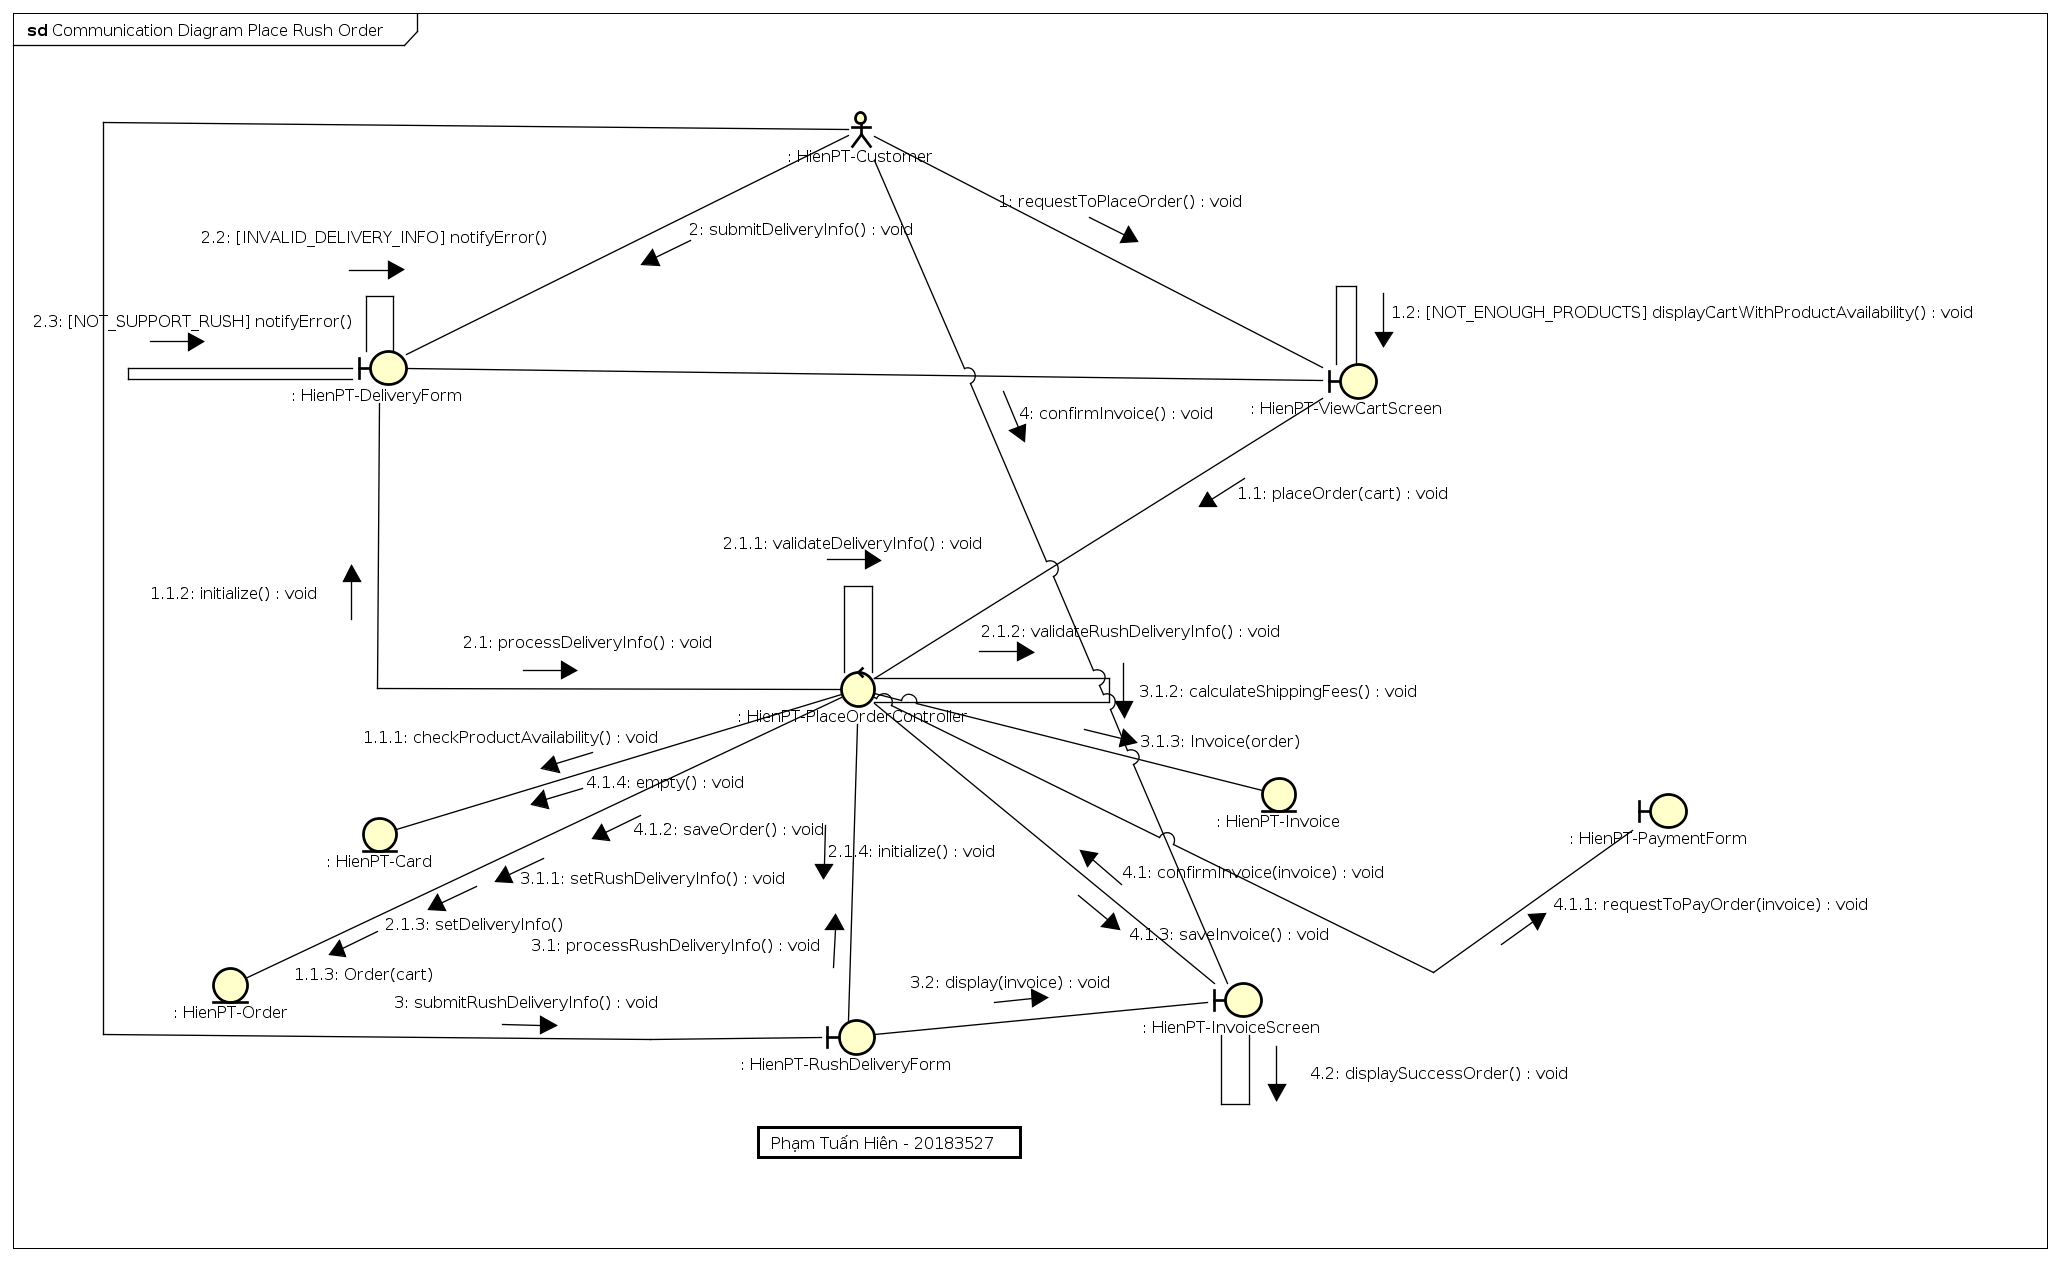 sd Communication Diagram Place Rush Order
: HienPT-Customer
1: requestToPlaceOrder() : void
2: submitDeliveryInfo() : void
2.2: [INVALID_DELIVERY_INFO] notifyError()
1.2: [NOT_ENOUGH_PRODUCTS] displayCartWithProductAvailability() : void
2.3: [NOT_SUPPORT_RUSH] notifyError()
: HienPT-DeliveryForm
: HienPT-ViewCartScreen
4: confirmInvoice() : void
1.1: placeOrder(cart) : void
2.1.1: validateDeliveryInfo() : void
1.1.2: initialize() : void
2.1.2: validateRushDeliveryInfo() : void
2.1: processDeliveryInfo() : void
3.1.2: calculateShippingFees() : void
: HienPT-PlaceOrderController
1.1.1: checkProductAvailability() : void
3.1.3: Invoice(order)
4.1.4: empty() : void
: HienPT-Invoice
4.1.2: saveOrder() : void
: HienPT-PaymentForm
2.1.4: initialize() : void
: HienPT-Card
4.1: confirmInvoice(invoice) : void
3.1.1: setRushDeliveryInfo() : void
4.1.1: requestToPayOrder(invoice) : void
2.1.3: setDeliveryInfo()
4.1.3: saveInvoice() : void
3.1: processRushDeliveryInfo() : void
1.1.3: Order(cart)
3.2: display(invoice) : void
3: submitRushDeliveryInfo() : void
: HienPT-Order
: HienPT-InvoiceScreen
: HienPT-RushDeliveryForm
4.2: displaySuccessOrder() : void
Phạm Tuấn Hiên - 20183527